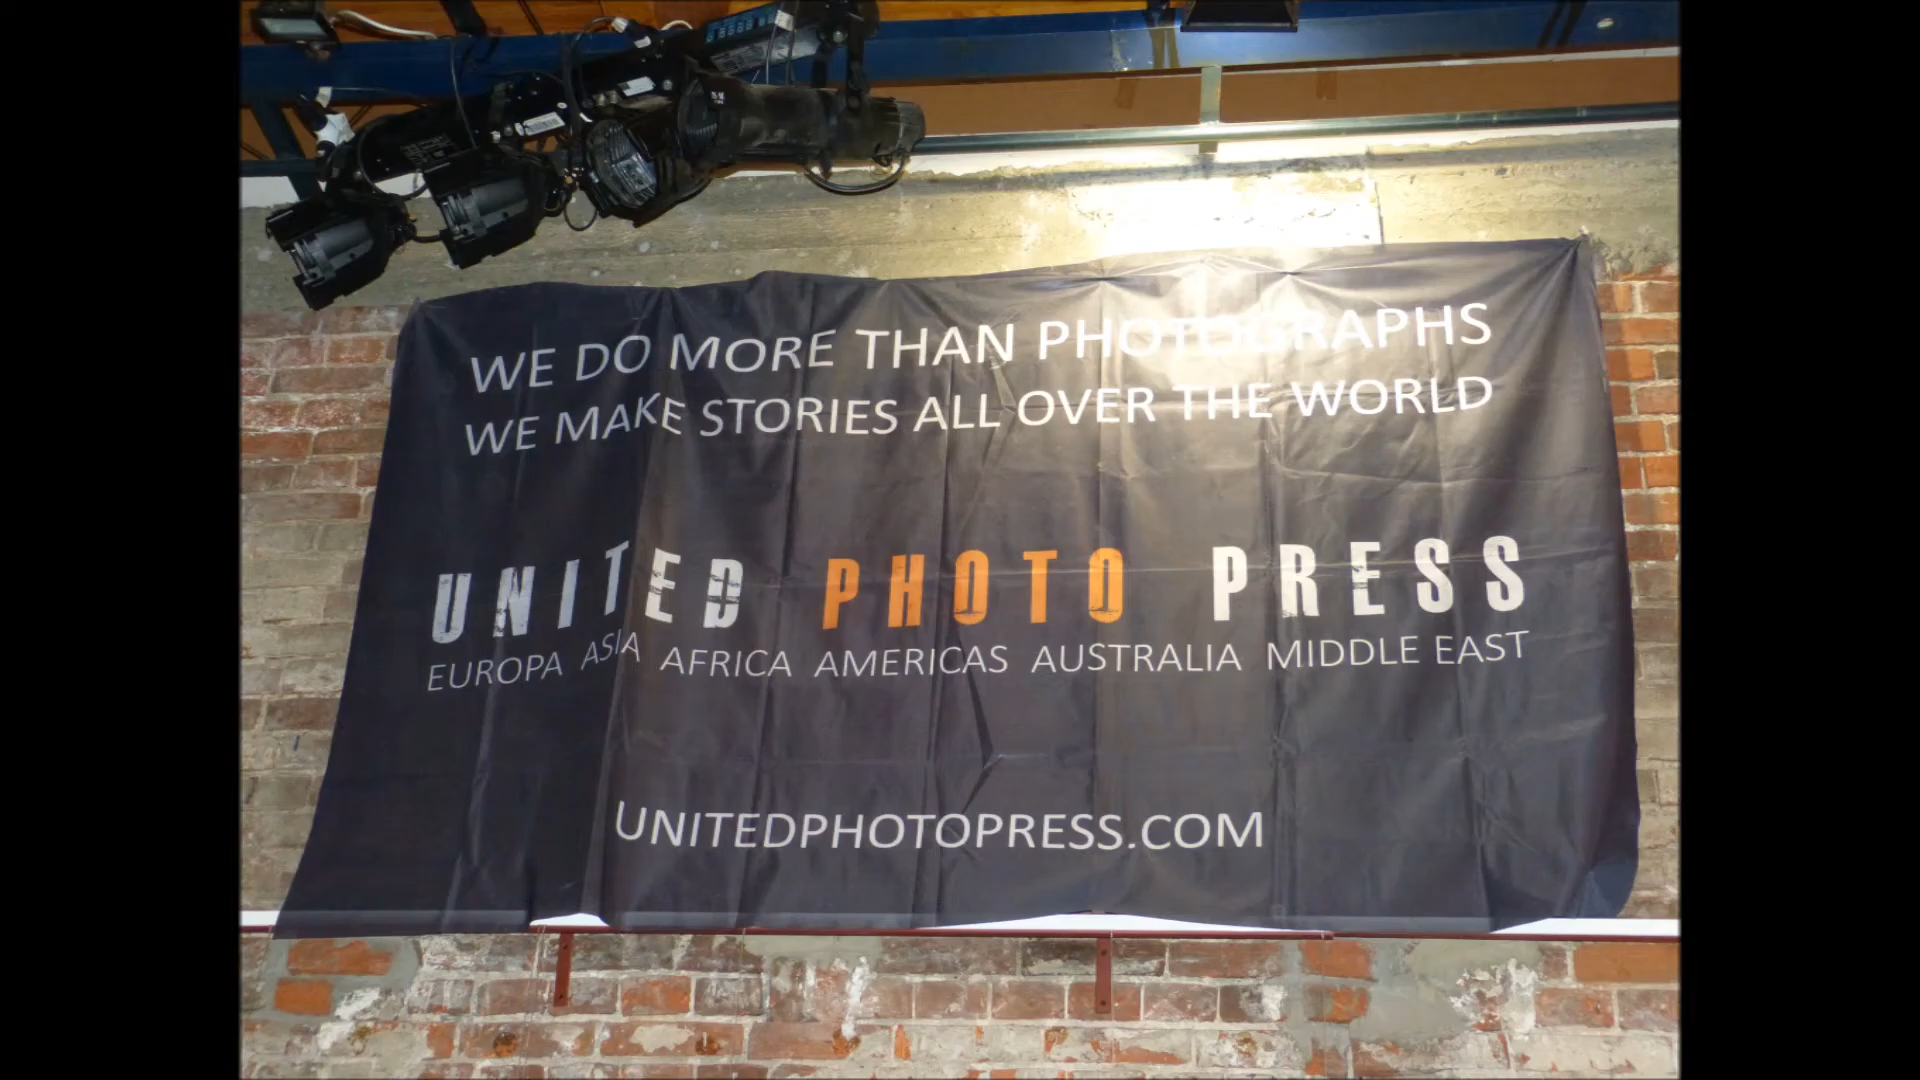 WE DO MORE THAN PHOTOGRAPHS
WE MAKE STORIES ALL OVER THE WORLD
UNITED PHOTO PRESS
EUROPA ASIA AFRICA AMERICAS AUSTRALIA MIDDLE EAST
UNITEDPHOTOPRESS.COM